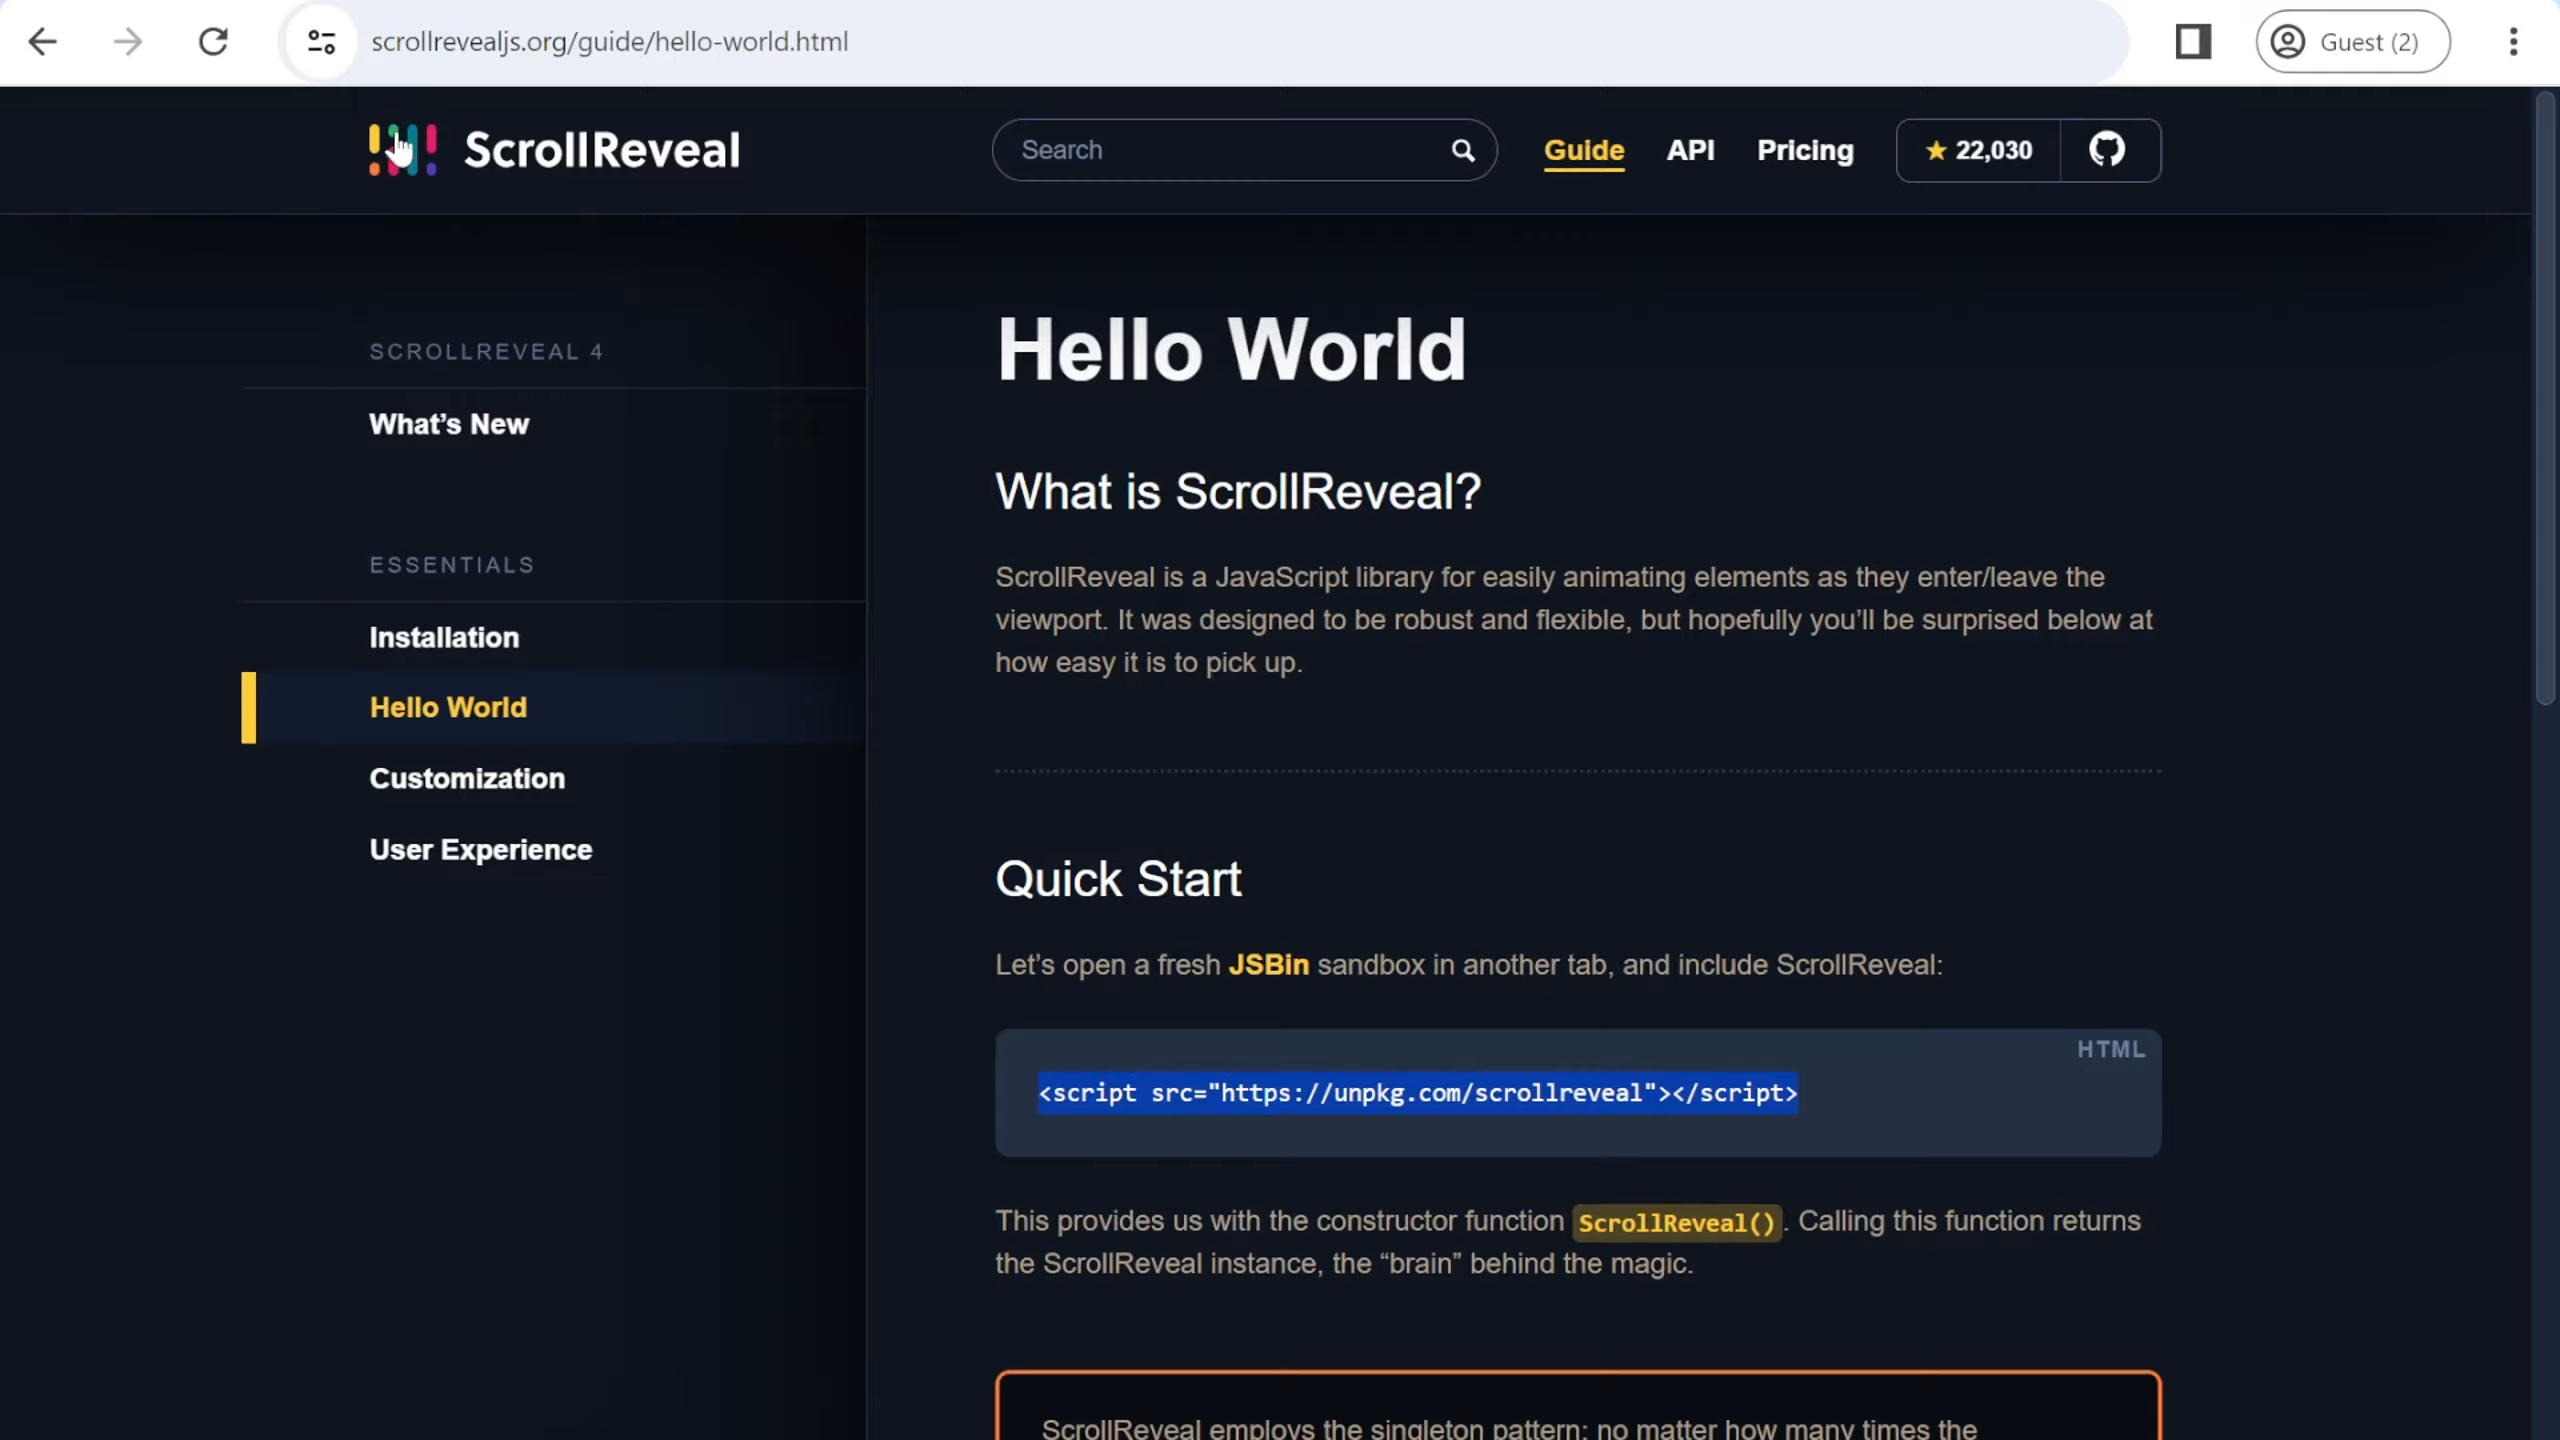 scrollrevealjs.org/guide/hello-world.html
Guest (2)
ScrollReveal
Search
Guide
API
Pricing
★ 22,030
SCROLLREVEAL 4
What’s New
ESSENTIALS
Installation
Hello World
Customization
User Experience
Hello World
What is ScrollReveal?
ScrollReveal is a JavaScript library for easily animating elements as they enter/leave the
viewport. It was designed to be robust and flexible, but hopefully you’ll be surprised below at
how easy it is to pick up.
Quick Start
Let’s open a fresh JSBin sandbox in another tab, and include ScrollReveal:
HTML
<script src="https://unpkg.com/scrollreveal"></script>
This provides us with the constructor function ScrollReveal(). Calling this function returns
the ScrollReveal instance, the “brain” behind the magic.
ScrollReveal employs the singleton pattern; no matter how many times the